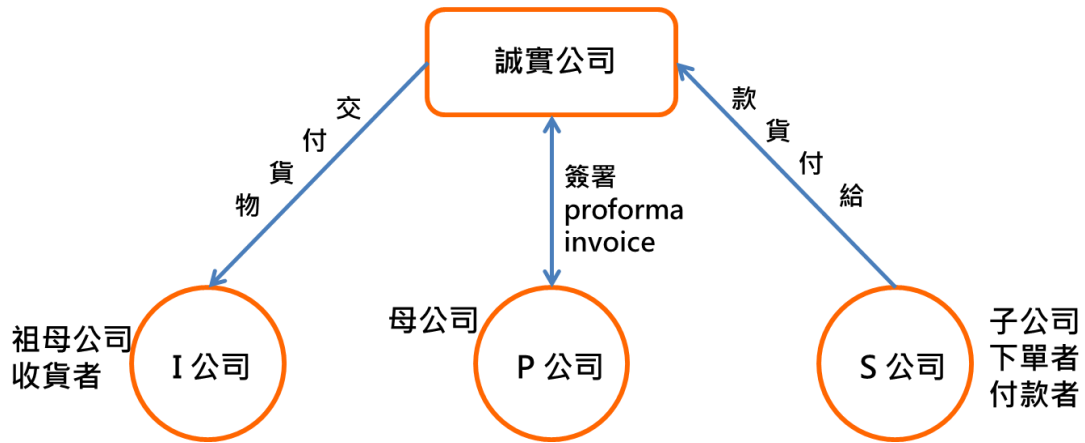 誠實公司
交付貨物
簽署
proforma
invoice
款貨付給
祖母公司
收貨者
I 公司
母公司
P 公司
S 公司
子公司
下單者
付款者